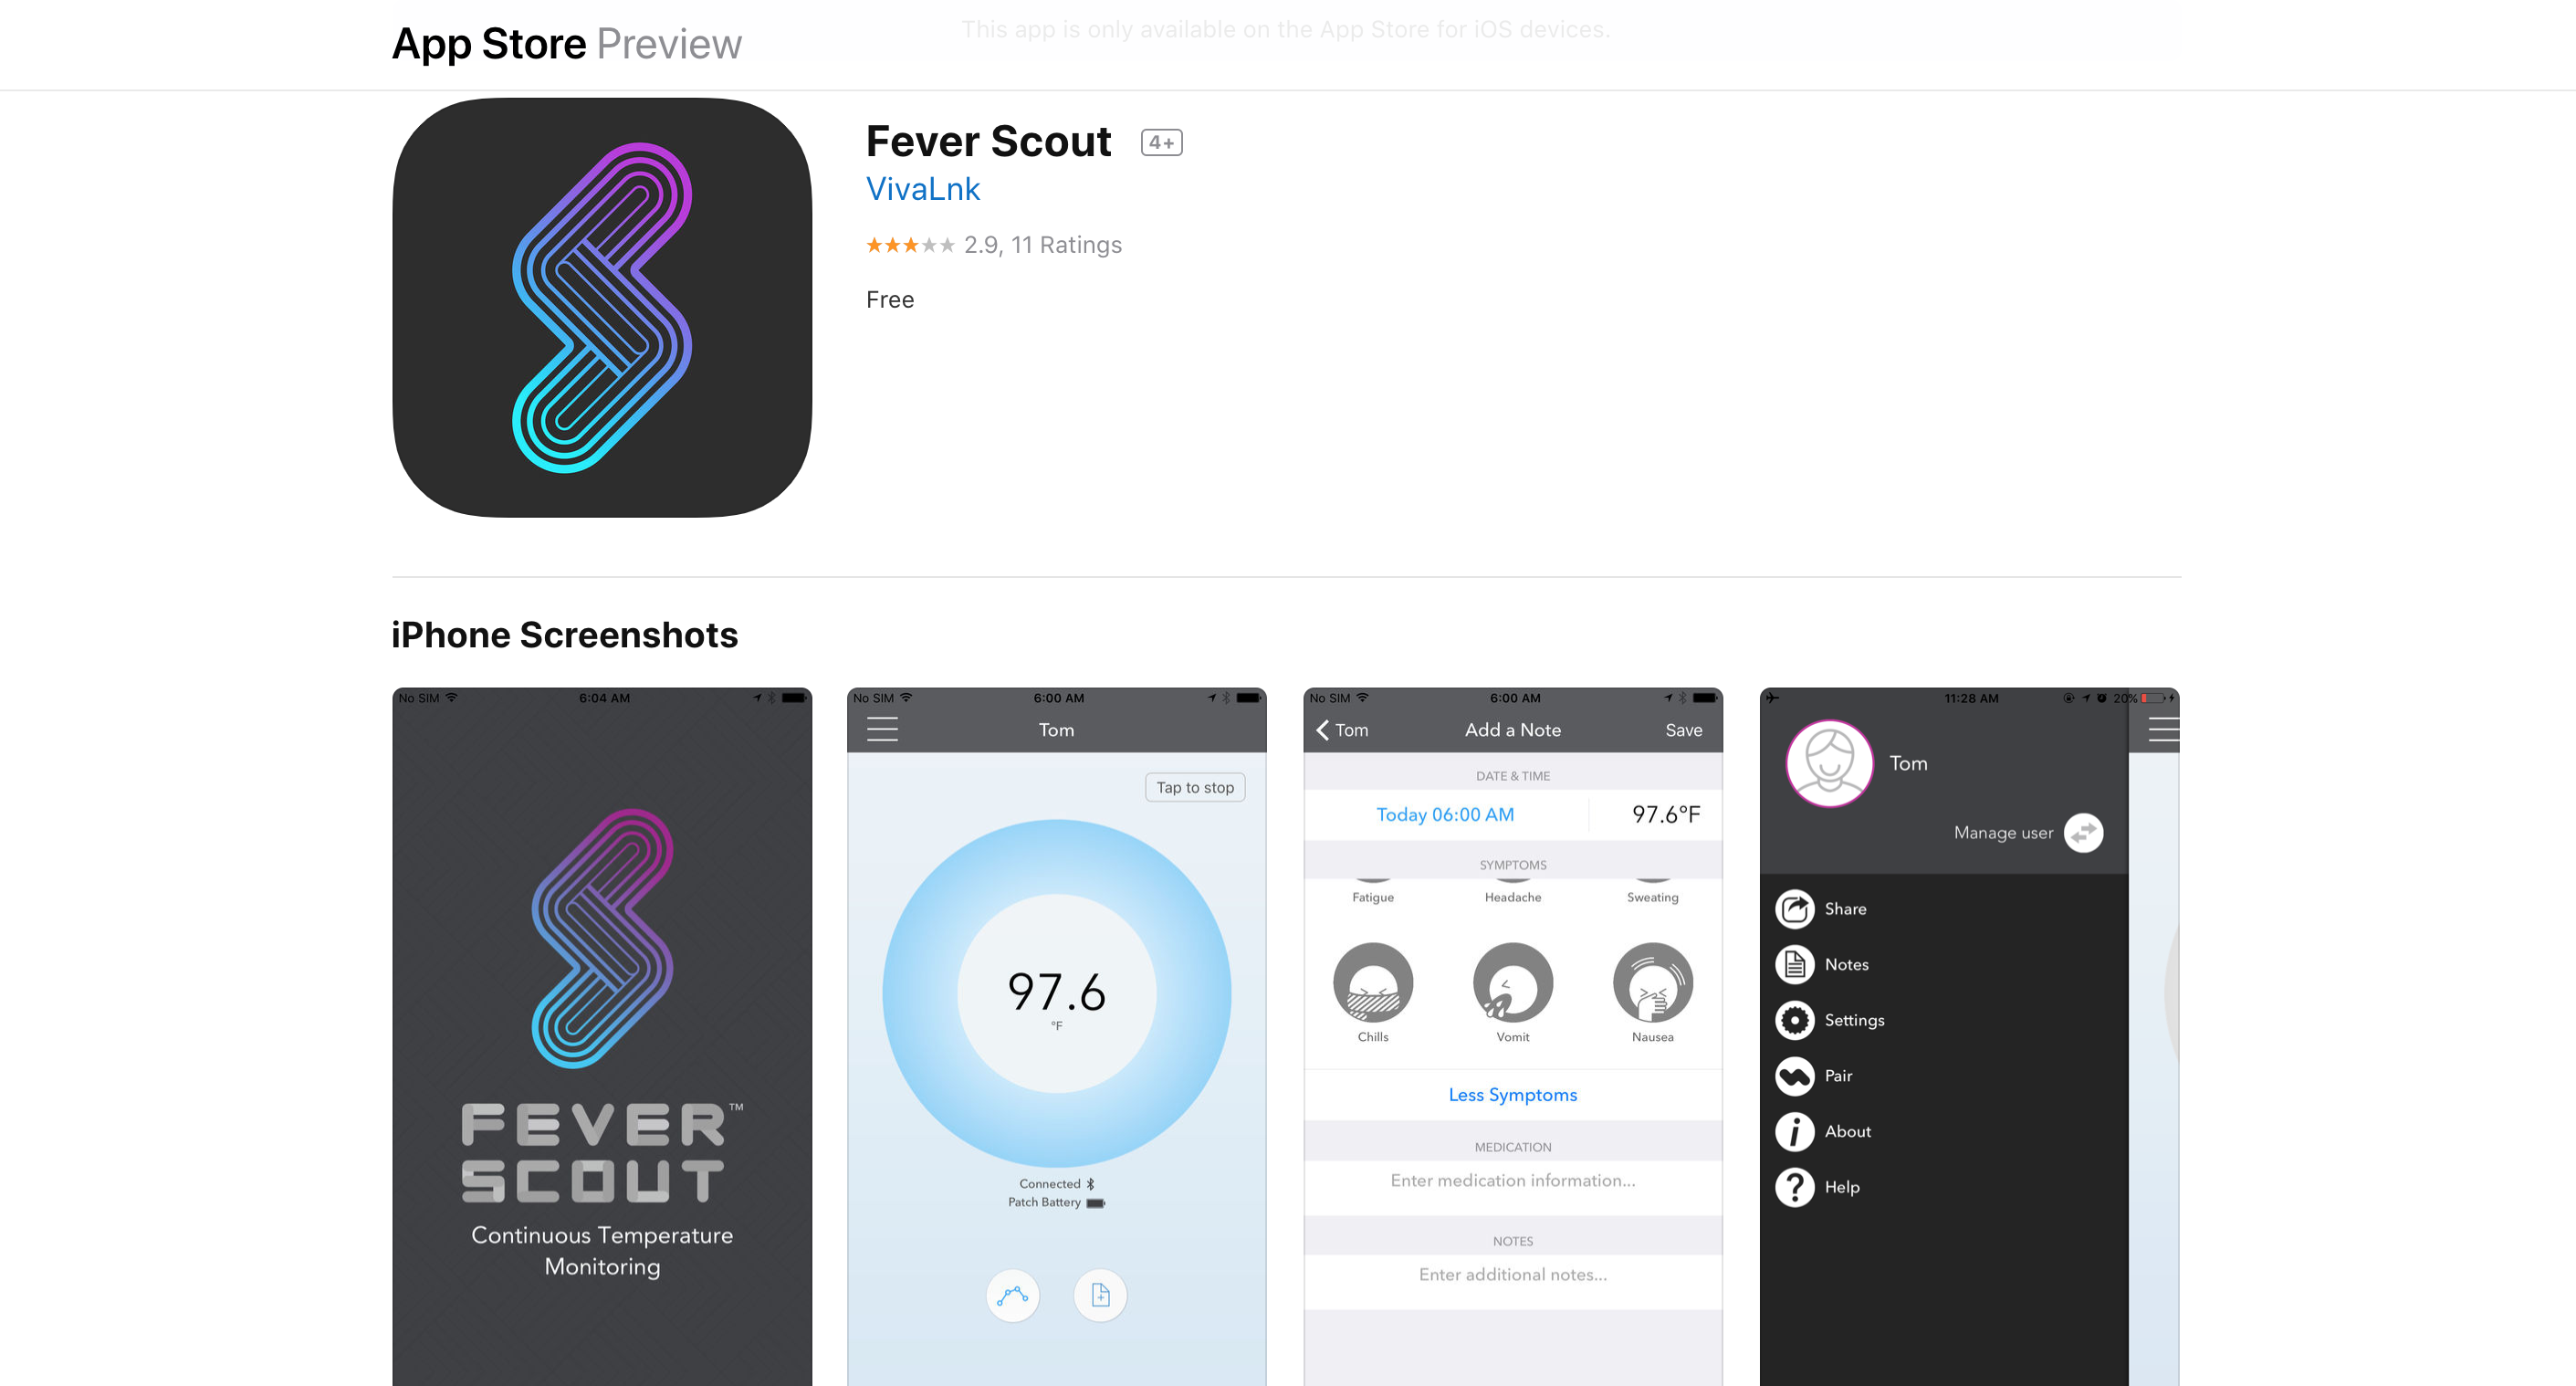 This app is only available on the App Store for iOS devices.
App Store Preview
Fever Scout 4+
VivaLnk
2.9, 11 Ratings
Free
iPhone Screenshots
No SIM 6:04 AM
FEVER™
SCOUT
Continuous Temperature
Monitoring
No SIM 6:00 AM
Tom
Tap to stop
97.6
°F
Connected
Patch Battery
No SIM 6:00 AM
Tom Add a Note Save
DATE & TIME
Today 06:00 AM 97.6°F
SYMPTOMS
Fatigue Headache Sweating
Chills Vomit Nausea
Less Symptoms
MEDICATION
Enter medication information...
NOTES
Enter additional notes...
11:28 AM 20%
Tom
Manage user
Share
Notes
Settings
Pair
About
Help